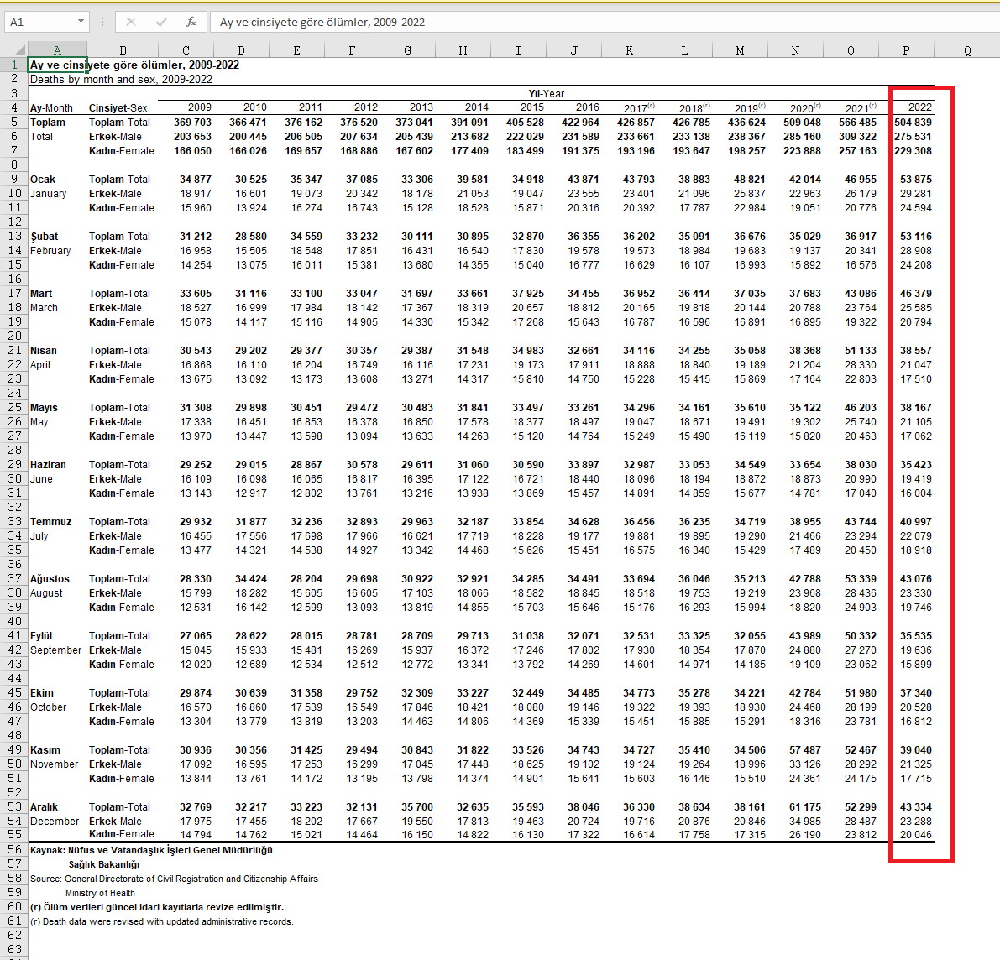 A1 fx Ay ve cinsiyete göre ölümler, 2009-2022
A B C D E F G H I J K L M N O P Q
1 Ay ve cinsiyete göre ölümler, 2009-2022
2 Deaths by month and sex, 2009-2022
3 Yıl-Year
4 Ay-Month Cinsiyet-Sex 2009 2010 2011 2012 2013 2014 2015 2016 2017(r) 2018(r) 2019(r) 2020(r) 2021(r) 2022
5 Toplam Toplam-Total 369 703 366 471 376 162 376 520 373 041 391 091 405 528 422 964 426 857 426 785 436 624 509 048 566 485 504 839
6 Total Erkek-Male 203 653 200 445 206 505 207 634 205 439 213 682 222 029 231 589 233 661 233 138 238 367 285 160 309 322 275 531
7 Kadın-Female 166 050 166 026 169 657 168 886 167 602 177 409 183 499 191 375 193 196 193 647 198 257 223 888 257 163 229 308
8
9 Ocak Toplam-Total 34 877 30 525 35 347 37 085 33 306 39 581 34 918 43 871 43 793 38 883 48 821 42 014 46 955 53 875
10 January Erkek-Male 18 917 16 601 19 073 20 342 18 178 21 053 19 047 23 555 23 401 21 096 25 837 22 963 26 179 29 281
11 Kadın-Female 15 960 13 924 16 274 16 743 15 128 18 528 15 871 20 316 20 392 17 787 22 984 19 051 20 776 24 594
12
13 Şubat Toplam-Total 31 212 28 580 34 559 33 232 30 111 30 895 32 870 36 355 36 202 35 091 36 676 35 029 36 917 53 116
14 February Erkek-Male 16 958 15 505 18 548 17 851 16 431 16 540 17 830 19 578 19 573 18 984 19 683 19 137 20 341 28 908
15 Kadın-Female 14 254 13 075 16 011 15 381 13 680 14 355 15 040 16 777 16 629 16 107 16 993 15 892 16 576 24 208
16
17 Mart Toplam-Total 33 605 31 116 33 100 33 047 31 697 33 661 37 925 34 455 36 952 36 414 37 035 37 683 43 086 46 379
18 March Erkek-Male 18 527 16 999 17 984 18 142 17 367 18 319 20 657 18 812 20 165 19 818 20 144 20 788 23 764 25 585
19 Kadın-Female 15 078 14 117 15 116 14 905 14 330 15 342 17 268 15 643 16 787 16 596 16 891 16 895 19 322 20 794
20
21 Nisan Toplam-Total 30 543 29 202 29 377 30 357 29 387 31 548 34 983 32 661 34 116 34 255 35 058 38 368 51 133 38 557
22 April Erkek-Male 16 868 16 110 16 204 16 749 16 116 17 231 19 173 17 911 18 888 18 840 19 189 21 204 28 330 21 047
23 Kadın-Female 13 675 13 092 13 173 13 608 13 271 14 317 15 810 14 750 15 228 15 415 15 869 17 164 22 803 17 510
24
25 Mayıs Toplam-Total 31 308 29 898 30 451 29 472 30 483 31 841 33 497 33 261 34 296 34 161 35 610 35 122 46 203 38 167
26 May Erkek-Male 17 338 16 451 16 853 16 378 16 850 17 578 18 377 18 497 19 047 18 671 19 491 19 302 25 740 21 105
27 Kadın-Female 13 970 13 447 13 598 13 094 13 633 14 263 15 120 14 764 15 249 15 490 16 119 15 820 20 463 17 062
28
29 Haziran Toplam-Total 29 252 29 015 28 867 30 578 29 611 31 060 30 590 33 897 32 987 33 053 34 549 33 654 38 030 35 423
30 June Erkek-Male 16 109 16 098 16 065 16 817 16 395 17 122 16 721 18 440 18 096 18 194 18 872 18 873 20 990 19 419
31 Kadın-Female 13 143 12 917 12 802 13 761 13 216 13 938 13 869 15 457 14 891 14 859 15 677 14 781 17 040 16 004
32
33 Temmuz Toplam-Total 29 932 31 877 32 236 32 893 29 963 32 187 33 854 34 628 36 456 36 235 34 719 38 955 43 744 40 997
34 July Erkek-Male 16 455 17 556 17 698 17 966 16 621 17 719 18 228 19 177 19 881 19 895 19 290 21 466 23 294 22 079
35 Kadın-Female 13 477 14 321 14 538 14 927 13 342 14 468 15 626 15 451 16 575 16 340 15 429 17 489 20 450 18 918
36
37 Ağustos Toplam-Total 28 330 34 424 28 204 29 698 30 922 32 921 34 285 34 491 33 694 36 046 35 213 42 788 53 339 43 076
38 August Erkek-Male 15 799 18 282 15 605 16 605 17 103 18 066 18 582 18 845 18 518 19 753 19 219 23 968 28 436 23 330
39 Kadın-Female 12 531 16 142 12 599 13 093 13 819 14 855 15 703 15 646 15 176 16 293 15 994 18 820 24 903 19 746
40
41 Eylül Toplam-Total 27 065 28 622 28 015 28 781 28 709 29 713 31 038 32 071 32 531 33 325 32 055 43 989 50 332 35 535
42 September Erkek-Male 15 045 15 933 15 481 16 269 15 937 16 372 17 246 17 802 17 930 18 354 17 870 24 880 27 270 19 636
43 Kadın-Female 12 020 12 689 12 534 12 512 12 772 13 341 13 792 14 269 14 601 14 971 14 185 19 109 23 062 15 899
44
45 Ekim Toplam-Total 29 874 30 639 31 358 29 752 32 309 33 227 32 449 34 485 34 773 35 278 34 221 42 784 51 980 37 340
46 October Erkek-Male 16 570 16 860 17 539 16 549 17 846 18 421 18 080 19 146 19 322 19 393 18 930 24 468 28 199 20 528
47 Kadın-Female 13 304 13 779 13 819 13 203 14 463 14 806 14 369 15 339 15 451 15 885 15 291 18 316 23 781 16 812
48
49 Kasım Toplam-Total 30 936 30 356 31 425 29 494 30 843 31 822 33 526 34 743 34 727 35 410 34 506 57 487 52 467 39 040
50 November Erkek-Male 17 092 16 595 17 253 16 299 17 045 17 448 18 625 19 102 19 124 19 264 18 996 33 126 28 292 21 325
51 Kadın-Female 13 844 13 761 14 172 13 195 13 798 14 374 14 901 15 641 15 603 16 146 15 510 24 361 24 175 17 715
52
53 Aralık Toplam-Total 32 769 32 217 33 223 32 131 35 700 32 635 35 593 38 046 36 330 38 634 38 161 61 175 52 299 43 334
54 December Erkek-Male 17 975 17 455 18 202 17 667 19 550 17 813 19 463 20 724 19 716 20 876 20 846 34 985 28 487 23 288
55 Kadın-Female 14 794 14 762 15 021 14 464 16 150 14 822 16 130 17 322 16 614 17 758 17 315 26 190 23 812 20 046
56 Kaynak: Nüfus ve Vatandaşlık İşleri Genel Müdürlüğü
57 Sağlık Bakanlığı
58 Source: General Directorate of Civil Registration and Citizenship Affairs
59 Ministry of Health
60 (r) Ölüm verileri güncel idari kayıtlarla revize edilmiştir.
61 (r) Death data were revised with updated administrative records.
62
63